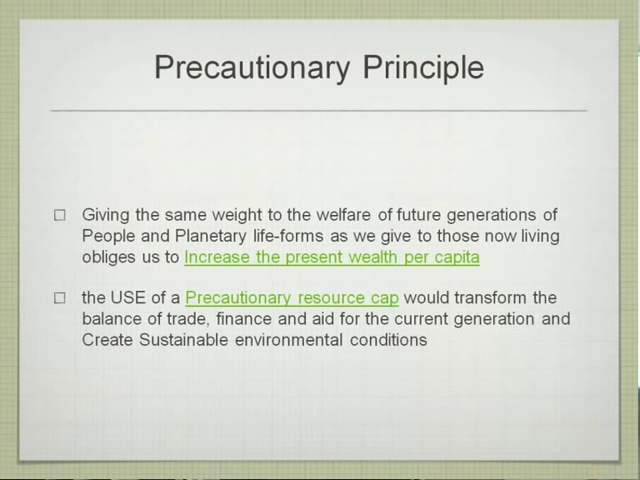 Precautionary Principle
Giving the same weight to the welfare of future generations of
People and Planetary life-forms as we give to those now living
obliges us to Increase the present wealth per capita
the USE of a Precautionary resource cap would transform the
balance of trade, finance and aid for the current generation and
Create Sustainable environmental conditions